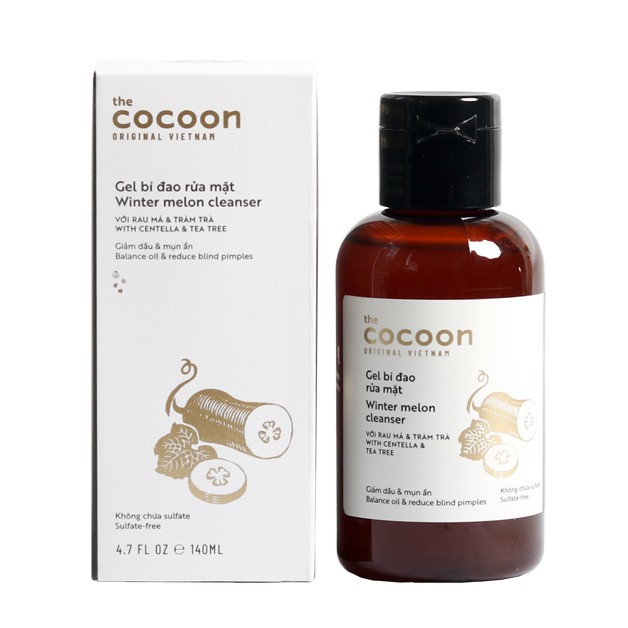 the
cocoon
ORIGINAL VIETNAM
Gel bí đao rửa mặt
Winter melon cleanser
VỚI RAU MÁ & TRÀM TRÀ
WITH CENTELLA & TEA TREE
Giảm dầu & mụn ẩn
Balance oil & reduce blind pimples
Không chứa sulfate
Sulfate-free
4.7 FL OZ ℮ 140ML
the
cocoon
ORIGINAL VIETNAM
Gel bí đao
rửa mặt
Winter melon
cleanser
VỚI RAU MÁ & TRÀM TRÀ
WITH CENTELLA &
TEA TREE
Giảm dầu & mụn ẩn
Balance oil & reduce blind pimples
Không chứa sulfate
Sulfate-free